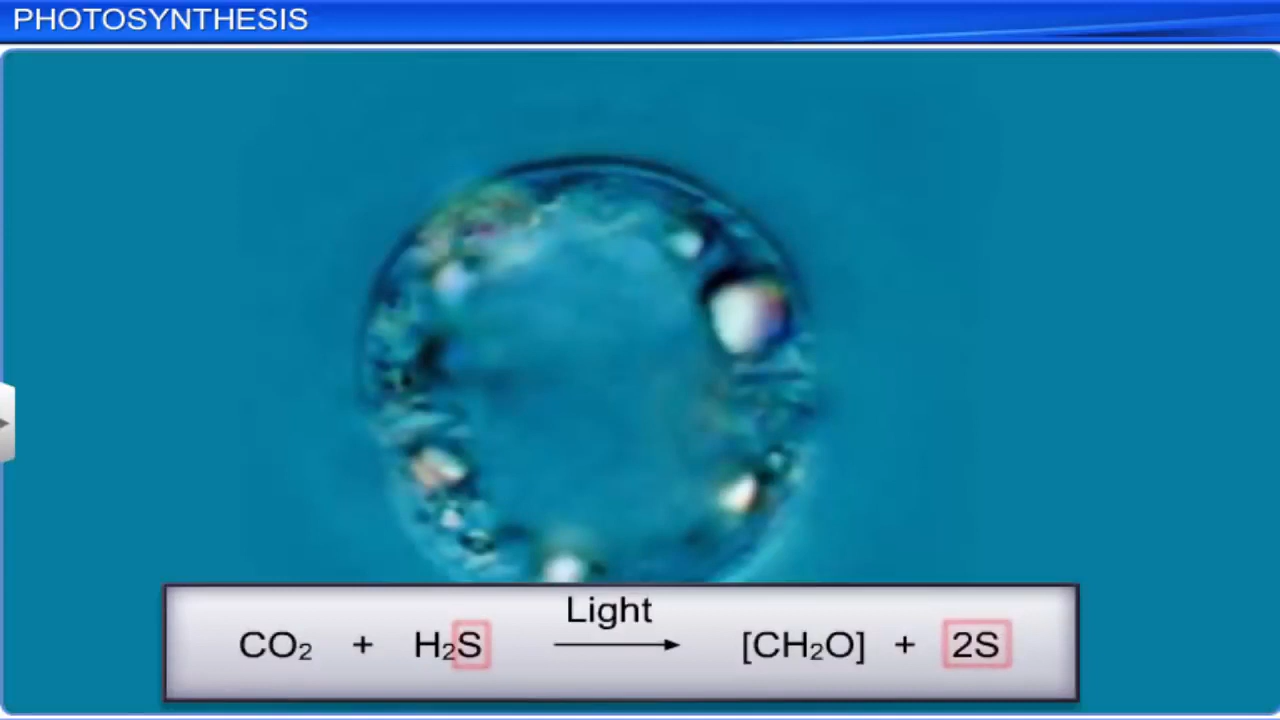 PHOTOSYNTHESIS
Light
CO₂ + H₂S → [CH₂O] + 2S